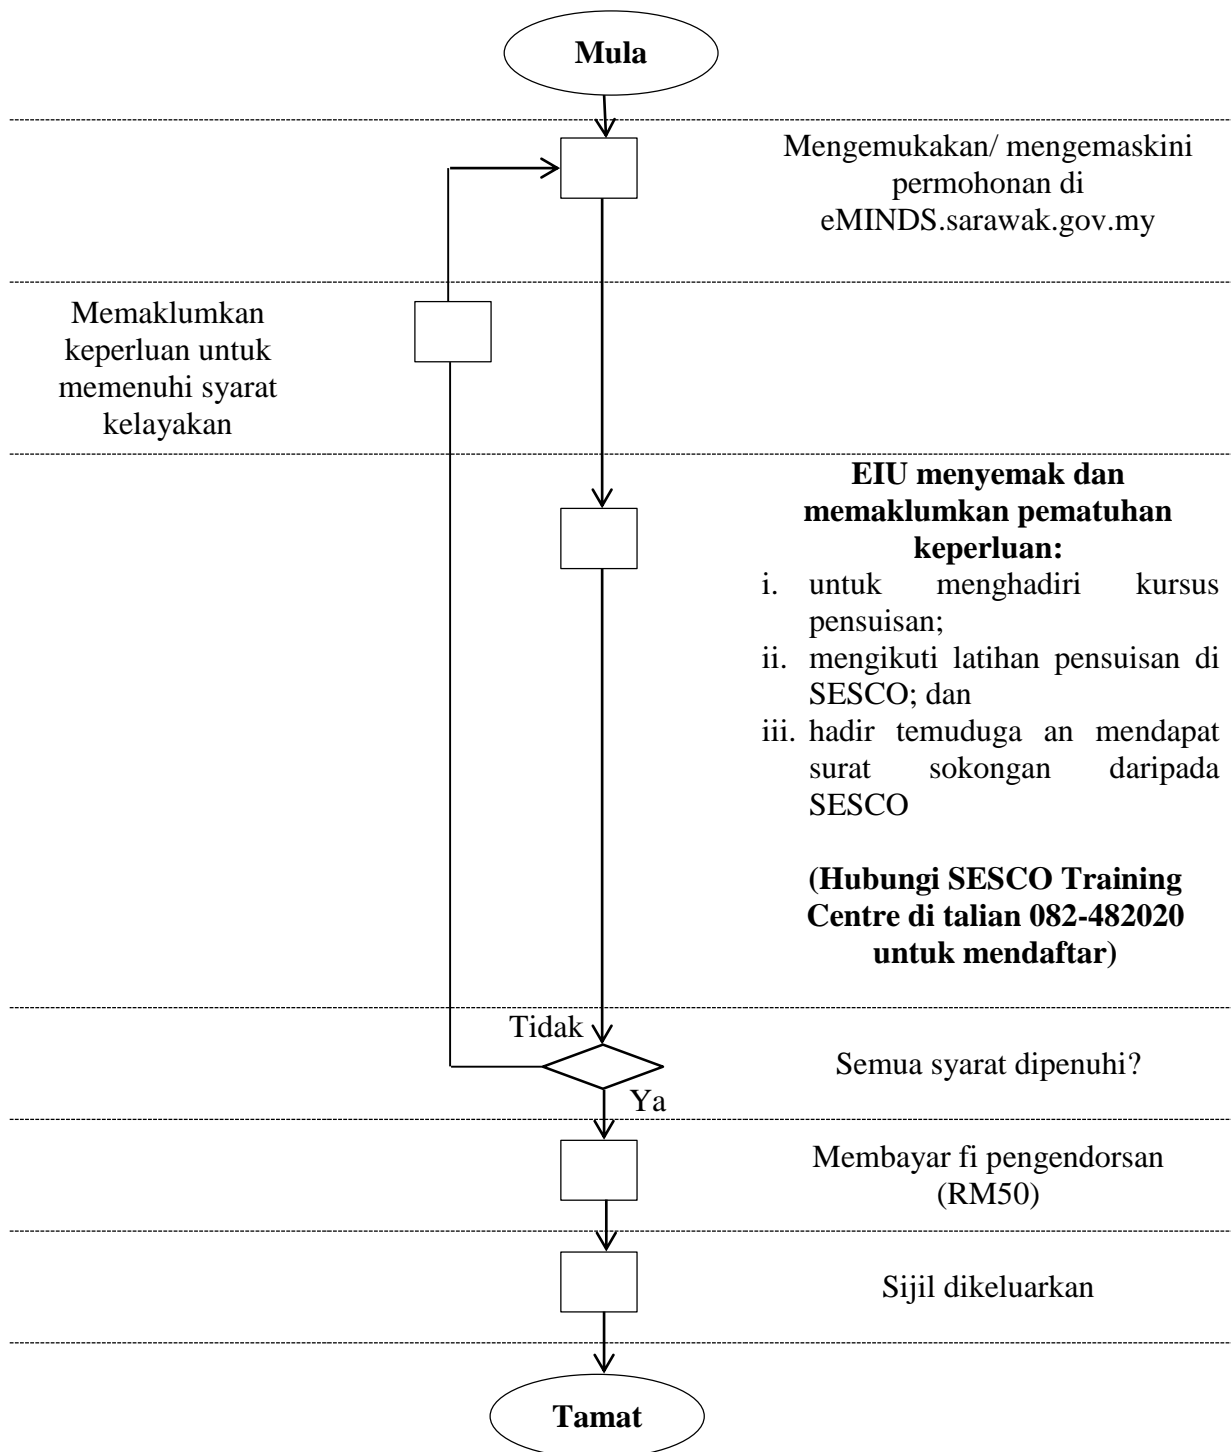 Mula
Mengemukakan/ mengemaskini
permohonan di
eMINDS.sarawak.gov.my
Memaklumkan
keperluan untuk
memenuhi syarat
kelayakan
EIU menyemak dan
memaklumkan pematuhan
keperluan:
i. untuk menghadiri kursus
pensuisan;
ii. mengikuti latihan pensuisan di
SESCO; dan
iii. hadir temuduga an mendapat
surat sokongan daripada
SESCO
(Hubungi SESCO Training
Centre di talian 082-482020
untuk mendaftar)
Tidak
Semua syarat dipenuhi?
Ya
Membayar fi pengendorsan
(RM50)
Sijil dikeluarkan
Tamat